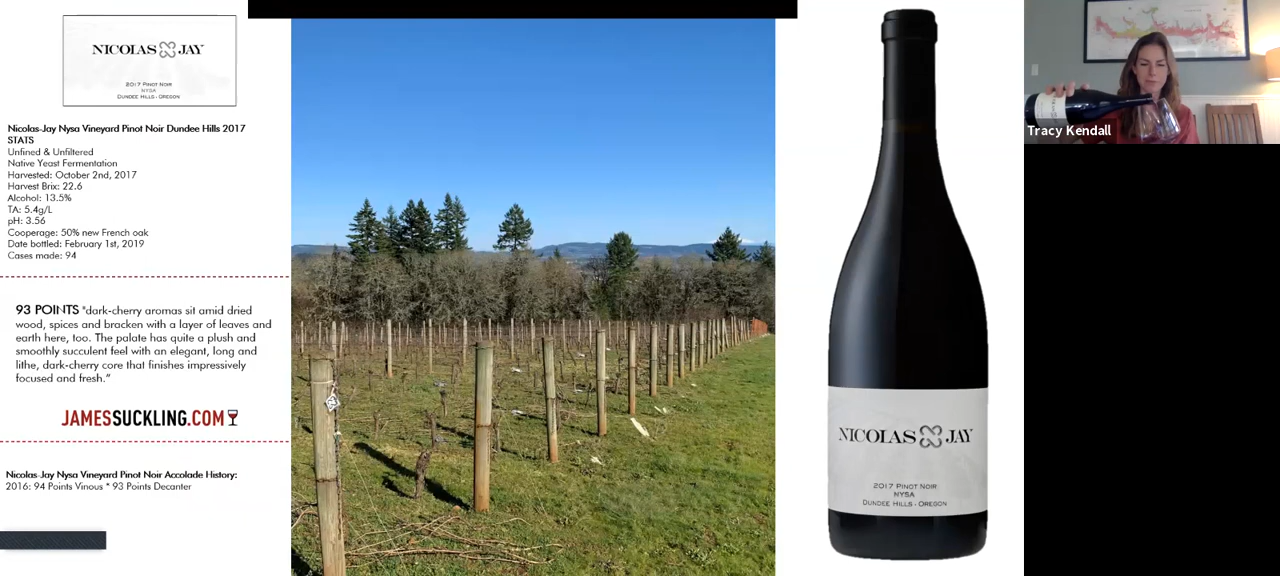 NICOLAS JAY
2017 PINOT NOIR
NYSA
DUNDEE HILLS • OREGON
Nicolas-Jay Nysa Vineyard Pinot Noir Dundee Hills 2017
STATS
Unfined & Unfiltered
Native Yeast Fermentation
Harvested: October 2nd, 2017
Harvest Brix: 22.6
Alcohol: 13.5%
TA: 5.4g/L
pH: 3.56
Cooperage: 50% new French oak
Date bottled: February 1st, 2019
Cases made: 94
93 POINTS "dark-cherry aromas sit amid dried
wood, spices and bracken with a layer of leaves and
earth here, too. The palate has quite a plush and
smoothly succulent feel with an elegant, long and
lithe, dark-cherry core that finishes impressively
focused and fresh."
JAMESSUCKLING.COM
Nicolas-Jay Nysa Vineyard Pinot Noir Accolade History:
2016: 94 Points Vinous * 93 Points Decanter
NICOLAS JAY
2017 PINOT NOIR
NYSA
DUNDEE HILLS • OREGON
Tracy Kendall